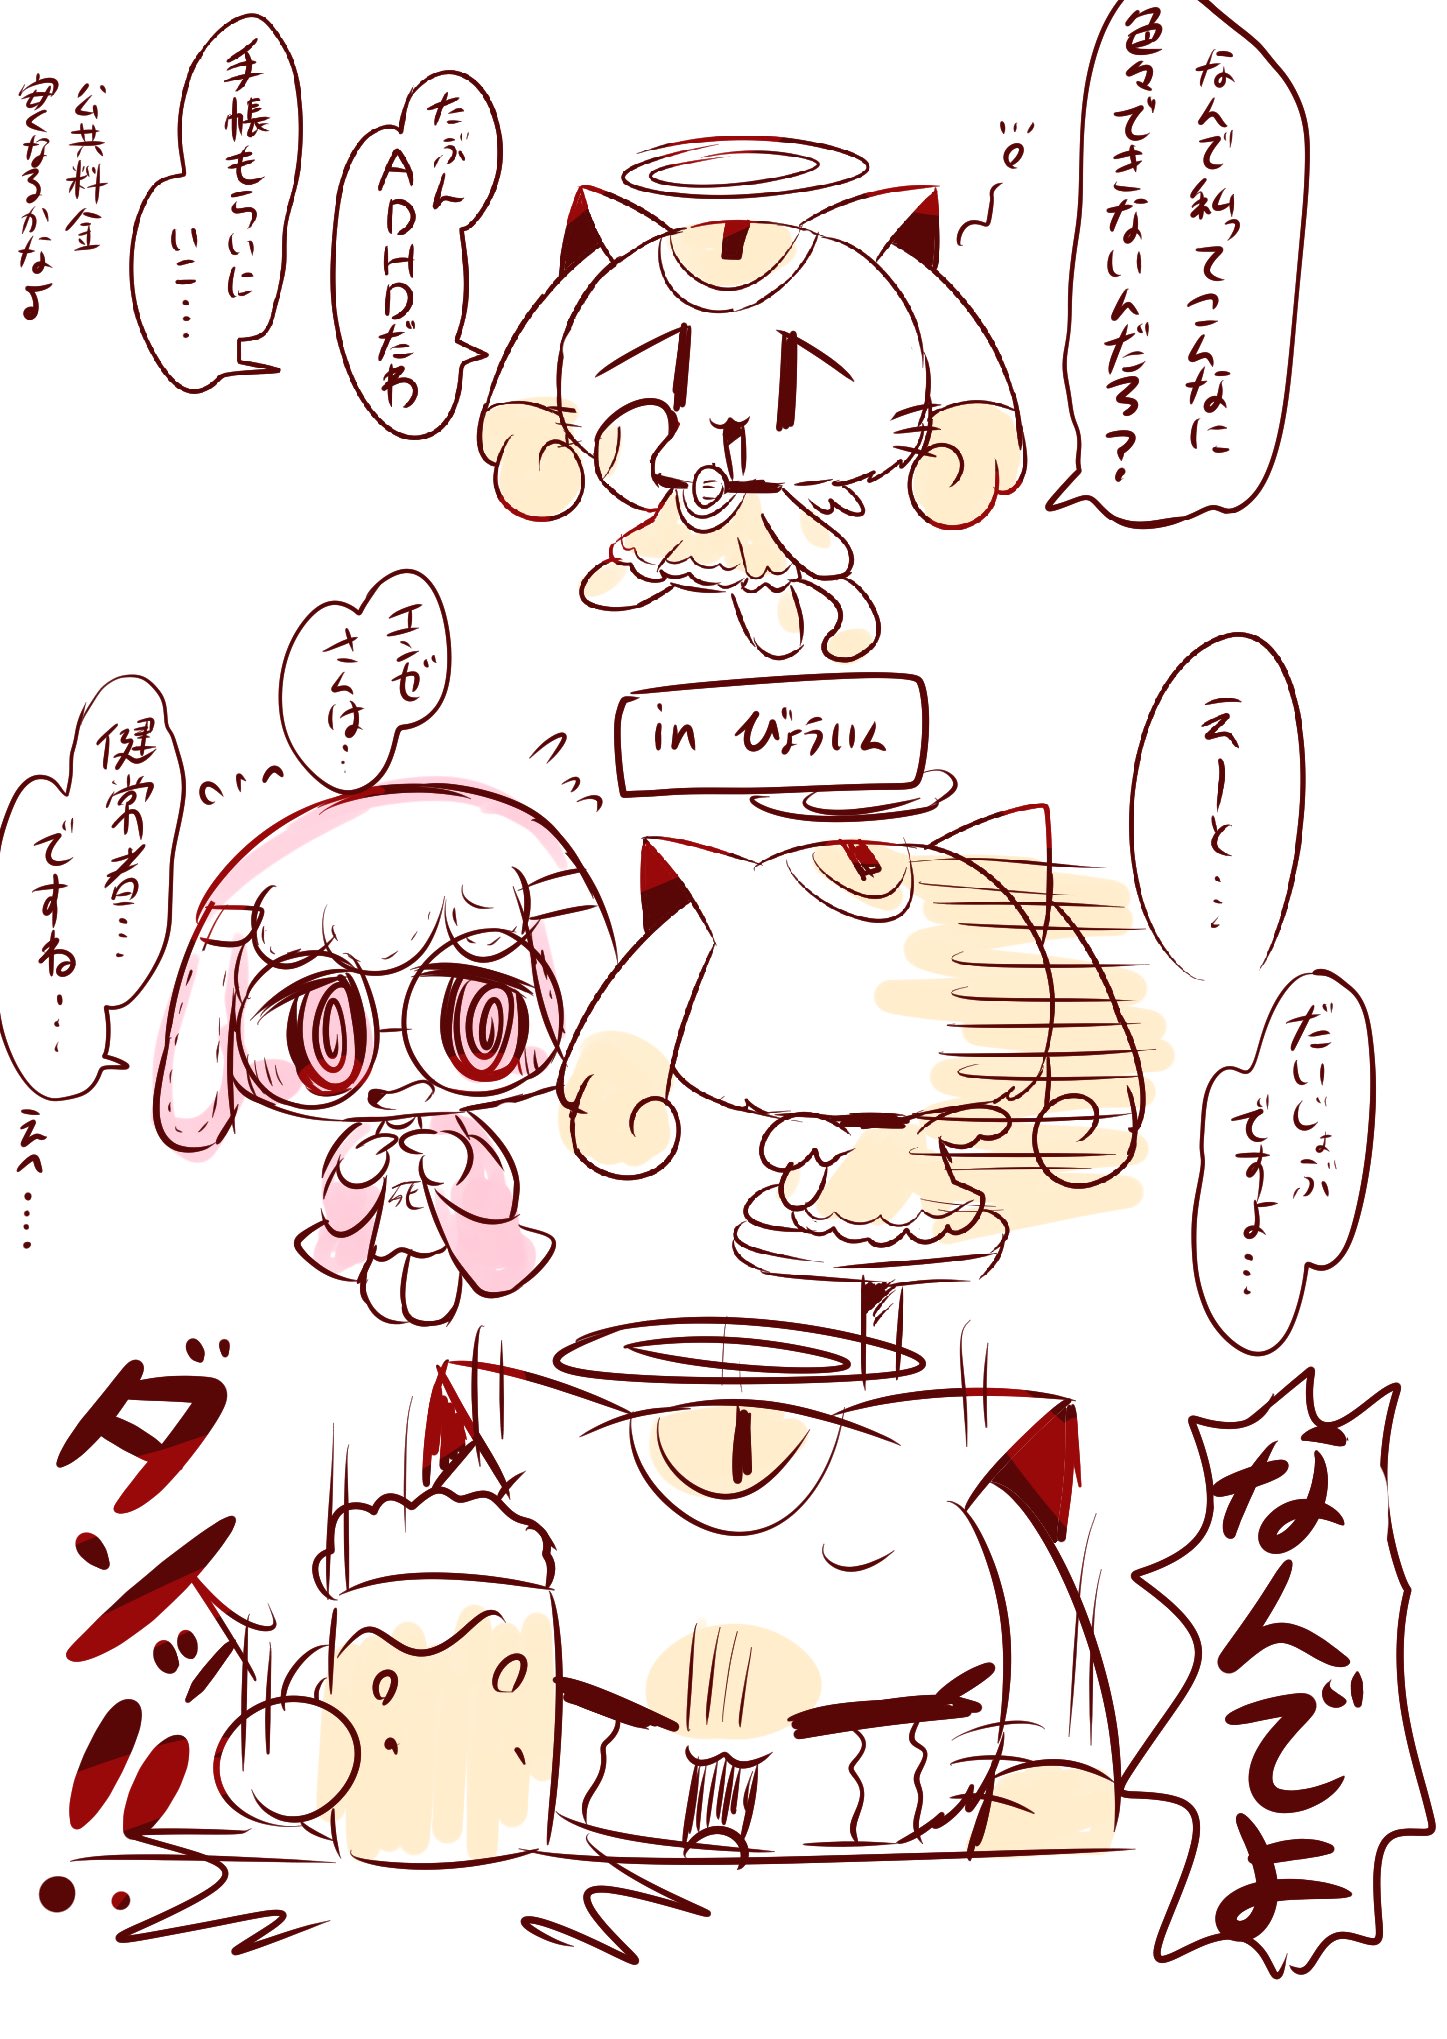 なんで私ってこんなに
色々できないんだろ?
たぶん
ADHDだわ
手帳もらいに
いこ…
公共料金
安くなるかなよ
in びょういん
えーと…
だいじょぶ
ですよ…
エンゼ
さんは…
健常者…
ですね…
えへ…
死
なんでよ
ダンッ!!